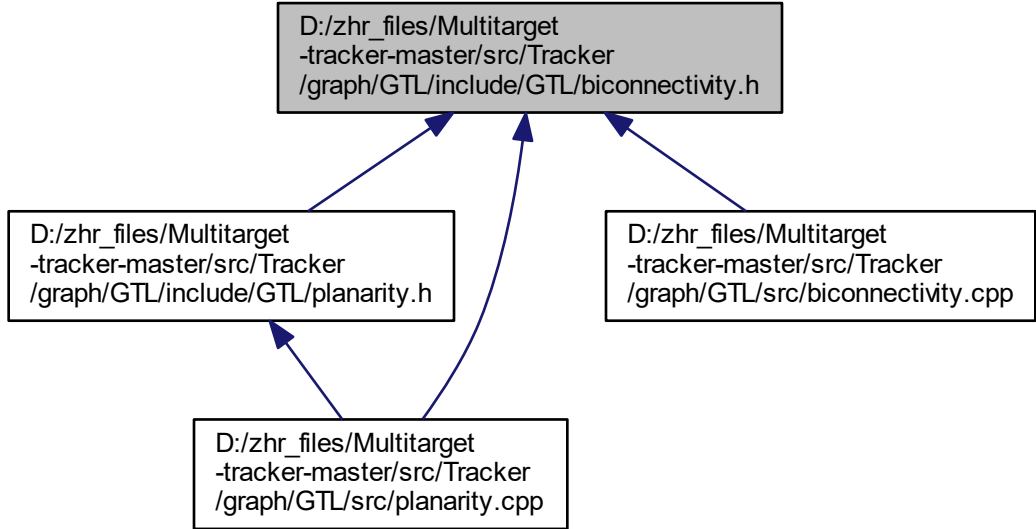 D:/zhr_files/Multitarget
-tracker-master/src/Tracker
/graph/GTL/include/GTL/biconnectivity.h
D:/zhr_files/Multitarget
-tracker-master/src/Tracker
/graph/GTL/include/GTL/planarity.h
D:/zhr_files/Multitarget
-tracker-master/src/Tracker
/graph/GTL/src/biconnectivity.cpp
D:/zhr_files/Multitarget
-tracker-master/src/Tracker
/graph/GTL/src/planarity.cpp